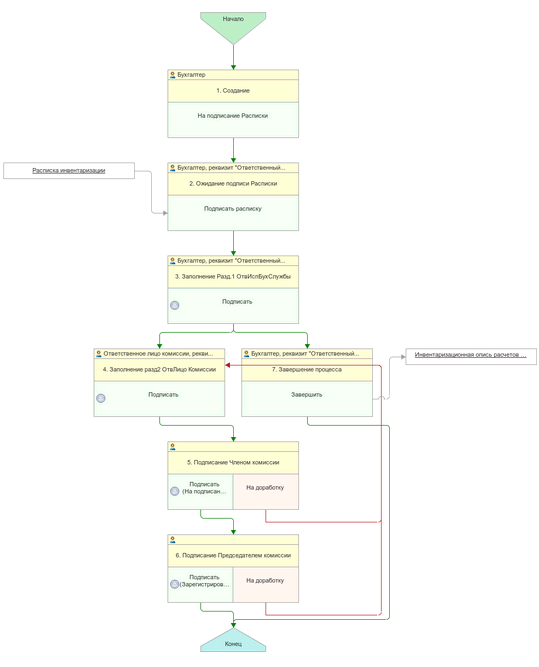 Начало
Бухгалтер
1. Создание
На подписание Расписки
Бухгалтер, реквизит "Ответственный...
Расписка инвентаризации
2. Ожидание подписи Расписки
Подписать расписку
Бухгалтер, реквизит "Ответственный...
3. Заполнение Разд.1 ОтвИспБухСлужбы
Подписать
Ответственное лицо комиссии, рекви...
4. Заполнение разд2 ОтвЛицо Комиссии
Подписать
Бухгалтер, реквизит "Ответственный...
7. Завершение процесса
Завершить
Инвентаризационная опись расчетов ...
5. Подписание Членом комиссии
Подписать
(На подписан...
На доработку
6. Подписание Председателем комиссии
Подписать
(Зарегистриров...
На доработку
Конец